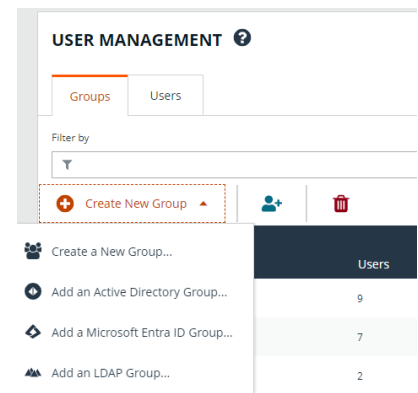 USER MANAGEMENT ?
Groups Users
Filter by
Create New Group
Create a New Group...
Users
Add an Active Directory Group...
9
Add a Microsoft Entra ID Group...
7
Add an LDAP Group...
2